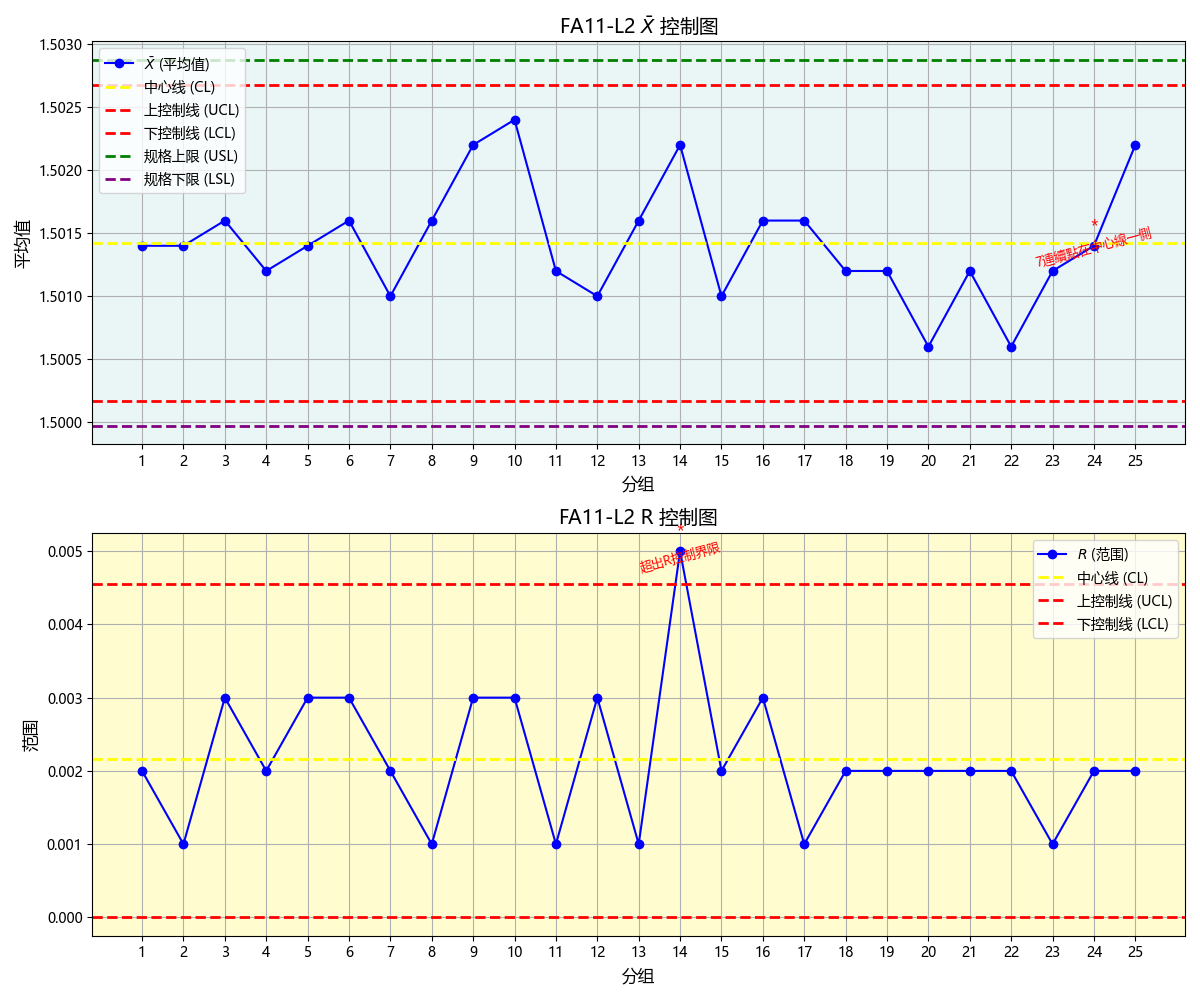 FA11-L2 X̄ 控制图
1.5030
1.5025
1.5020
1.5015
1.5010
1.5005
1.5000
平均值
X̄ (平均值)
中心线 (CL)
上控制线 (UCL)
下控制线 (LCL)
规格上限 (USL)
规格下限 (LSL)
*
7連續點在中心線一側
1 2 3 4 5 6 7 8 9 10 11 12 13 14 15 16 17 18 19 20 21 22 23 24 25
分组
FA11-L2 R 控制图
*
超出R控制界限
0.005
0.004
0.003
0.002
0.001
0.000
范围
R (范围)
中心线 (CL)
上控制线 (UCL)
下控制线 (LCL)
1 2 3 4 5 6 7 8 9 10 11 12 13 14 15 16 17 18 19 20 21 22 23 24 25
分组